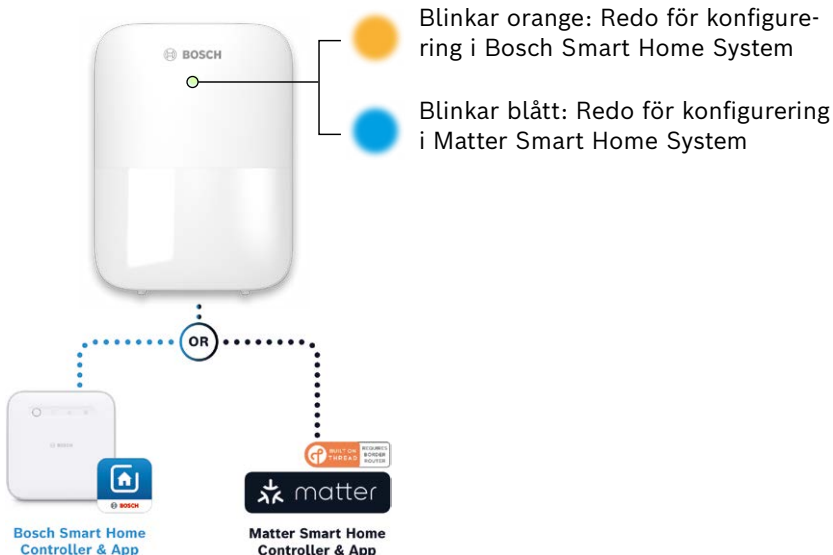 BOSCH
Blinkar orange: Redo för konfigure-
ring i Bosch Smart Home System
Blinkar blått: Redo för konfigurering
i Matter Smart Home System
OR
BOSCH
BOSCH
BUILT ON
THREAD
REQUIRES
BORDER
ROUTER
matter
Bosch Smart Home
Controller & App
Matter Smart Home
Controller & App